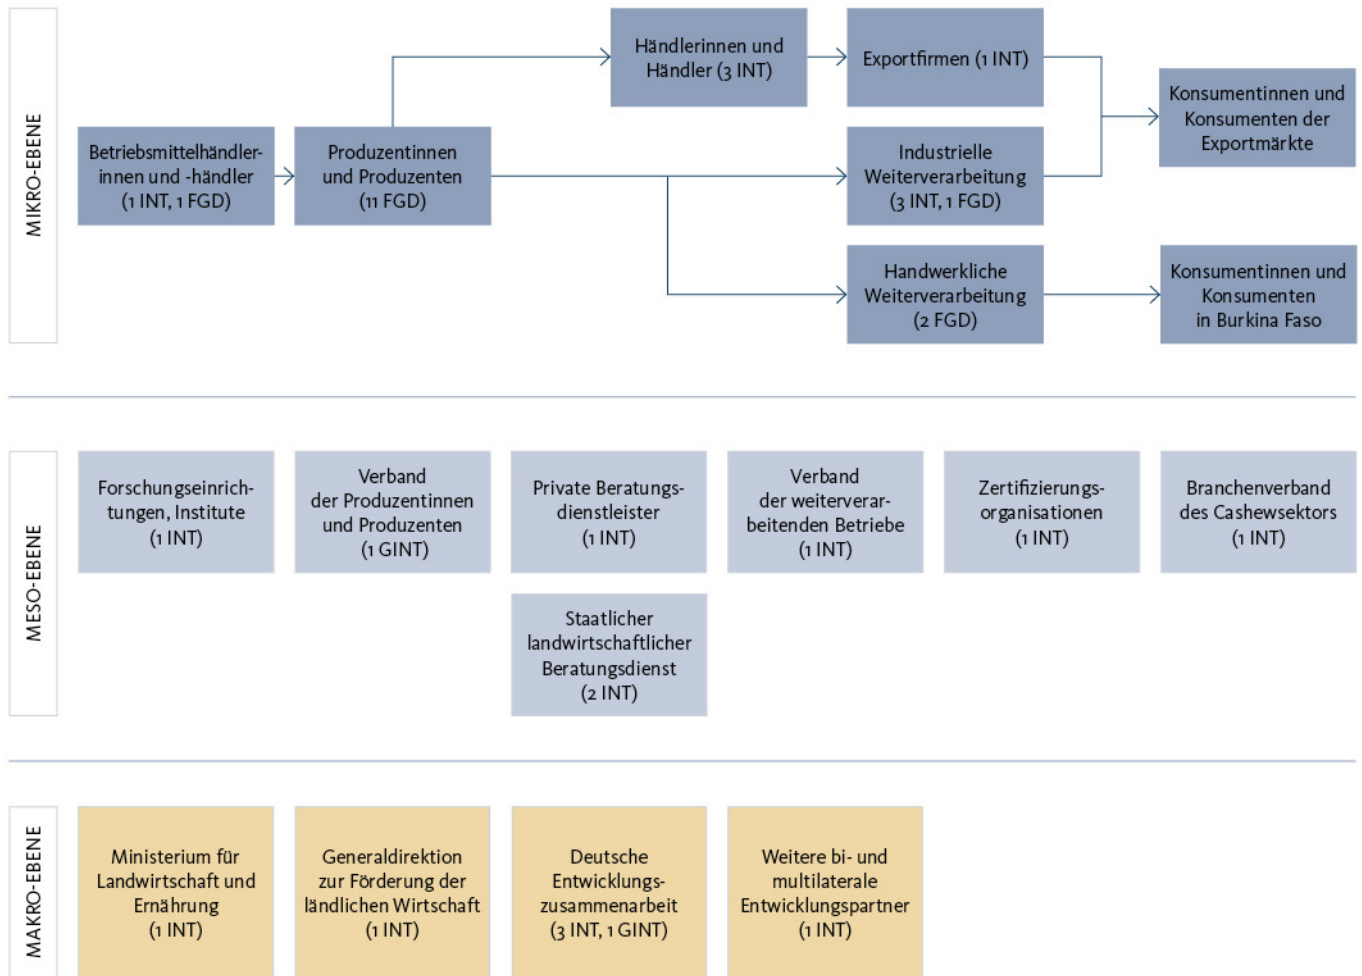 MIKRO-EBENE
Händlerinnen und
Händler (3 INT)
Exportfirmen (1 INT)
Konsumentinnen und
Konsumenten der
Exportmärkte
Betriebsmittelhändler-
innen und -händler
(1 INT, 1 FGD)
Produzentinnen
und Produzenten
(11 FGD)
Industrielle
Weiterverarbeitung
(3 INT, 1 FGD)
Handwerkliche
Weiterverarbeitung
(2 FGD)
Konsumentinnen und
Konsumenten
in Burkina Faso
MESO-EBENE
Forschungseinrich-
tungen, Institute
(1 INT)
Verband
der Produzentinnen
und Produzenten
(1 GINT)
Private Beratungs-
dienstleister
(1 INT)
Verband
der weiterverar-
beitenden Betriebe
(1 INT)
Zertifizierungs-
organisationen
(1 INT)
Branchenverband
des Cashewsektors
(1 INT)
Staatlicher
landwirtschaftlicher
Beratungsdienst
(2 INT)
MAKRO-EBENE
Ministerium für
Landwirtschaft und
Ernährung
(1 INT)
Generaldirektion
zur Förderung der
ländlichen Wirtschaft
(1 INT)
Deutsche
Entwicklungs-
zusammenarbeit
(3 INT, 1 GINT)
Weitere bi- und
multilaterale
Entwicklungspartner
(1 INT)